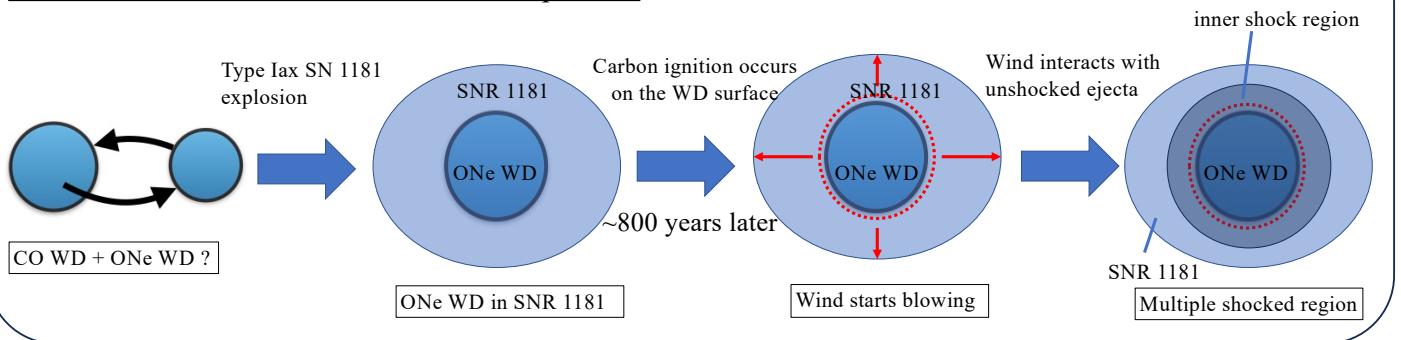 Type Iax SN 1181
explosion
CO WD + ONe WD ?
SNR 1181
ONe WD
ONe WD in SNR 1181
Carbon ignition occurs
on the WD surface
~800 years later
SNR 1181
ONe WD
Wind starts blowing
Wind interacts with
unshocked ejecta
inner shock region
ONe WD
SNR 1181
Multiple shocked region